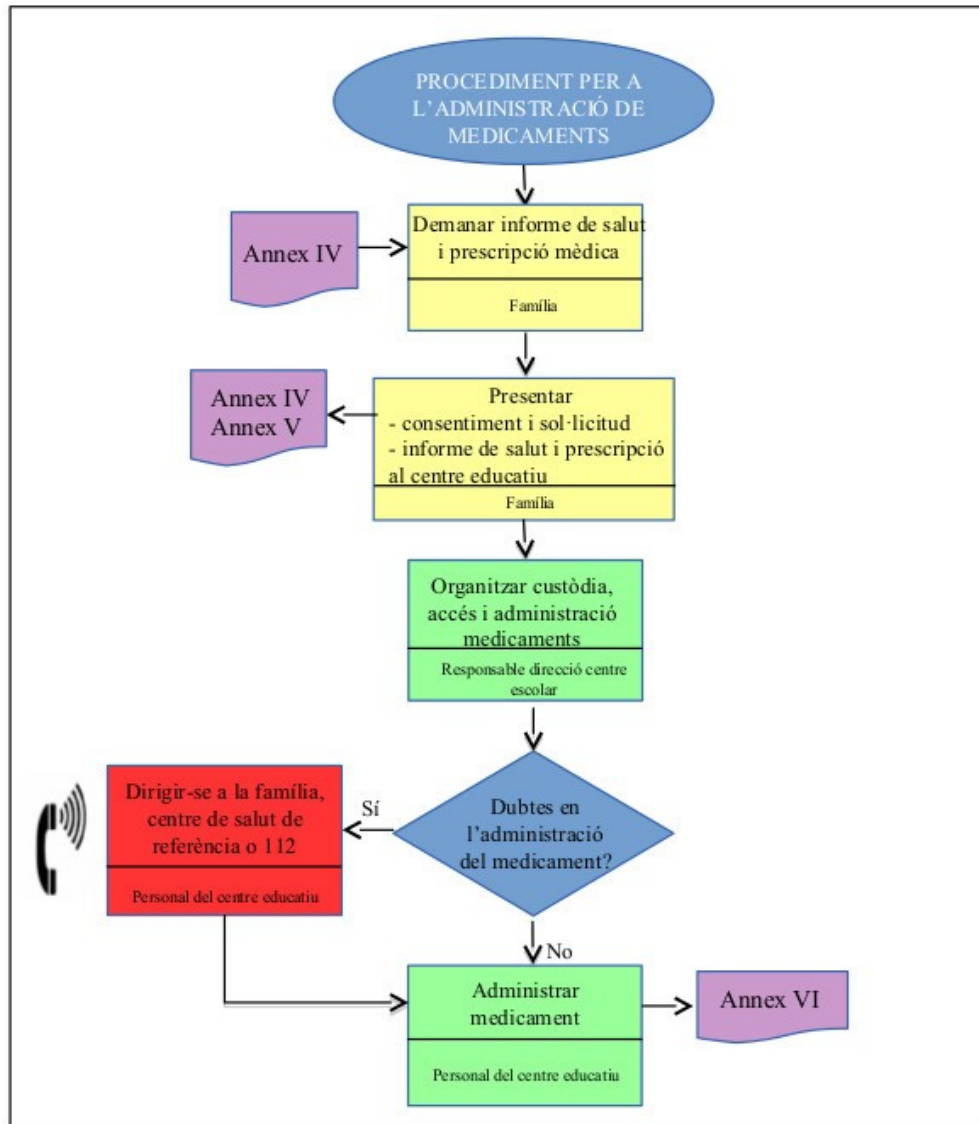 PROCEDIMENT PER A
L'ADMINISTRACIÓ DE
MEDICAMENTS
Annex IV
Demanar informe de salut
i prescripció mèdica
Família
Annex IV
Annex V
Presentar
- consentiment i sol·licitud
- informe de salut i prescripció
al centre educatiu
Família
Organitzar custòdia,
accés i administració
medicaments
Responsable direcció centre
escolar
Dirigir-se a la família,
centre de salut de
referència o 112
Personal del centre educatiu
Sí
Dubtes en
l'administració
del medicament?
No
Administrar
medicament
Personal del centre educatiu
Annex VI